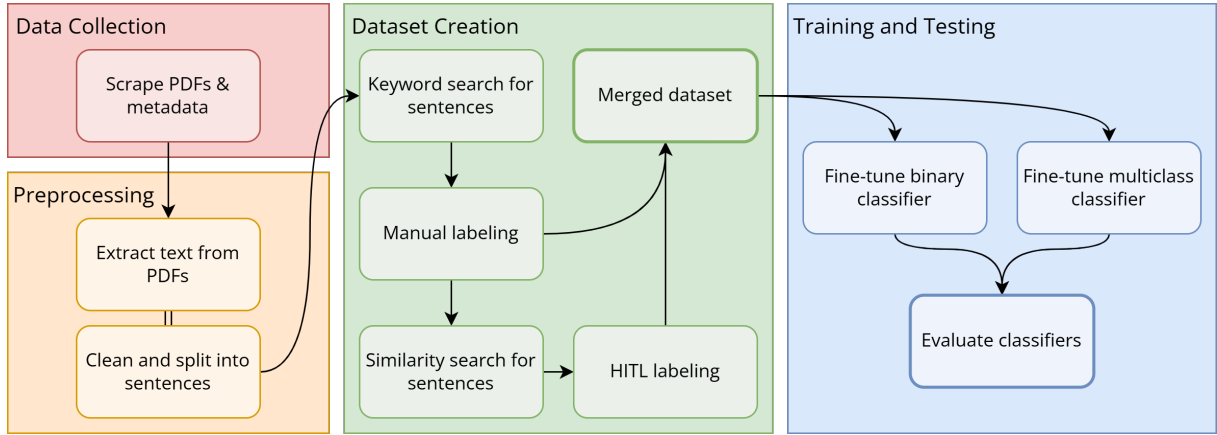 Data Collection
Scrape PDFs &
metadata
Preprocessing
Extract text from
PDFs
Clean and split into
sentences
Dataset Creation
Keyword search for
sentences
Manual labeling
Similarity search for
sentences
HITL labeling
Merged dataset
Training and Testing
Fine-tune binary
classifier
Fine-tune multiclass
classifier
Evaluate classifiers